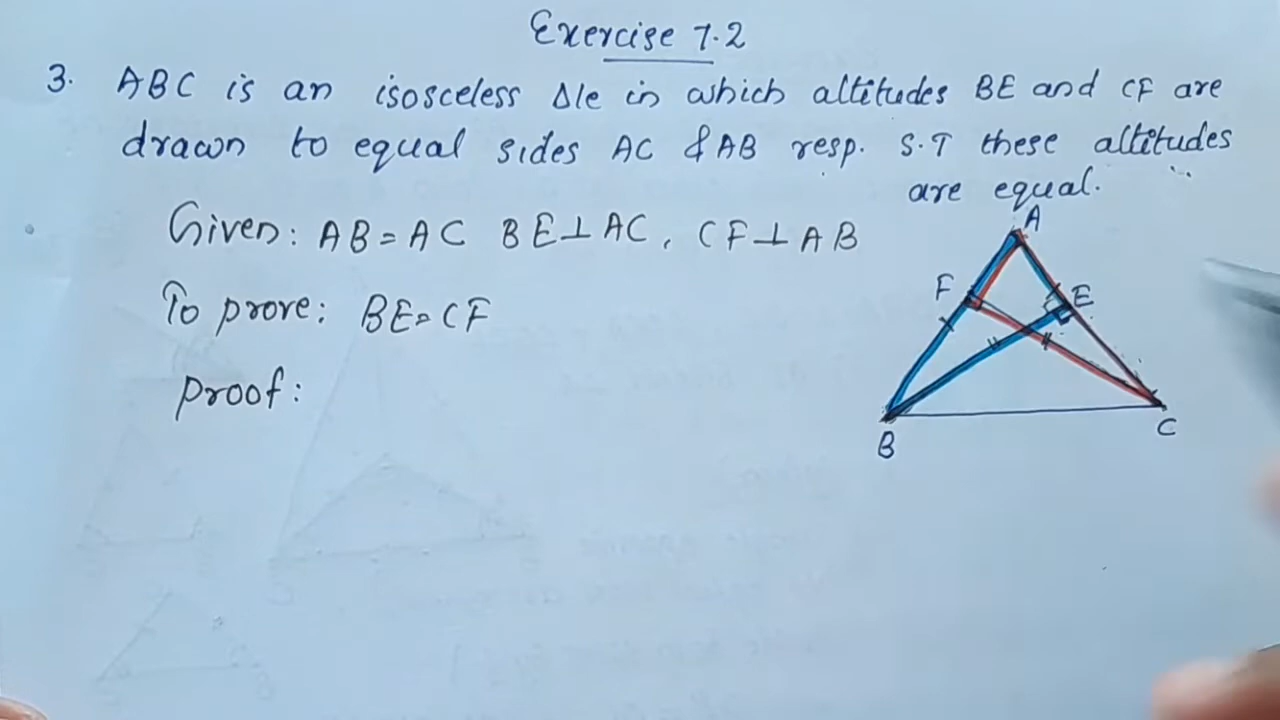 Exercise 7.2
3. ABC is an isosceless Δle in which altitudes BE and CF are
drawn to equal sides AC & AB resp. S.T these altitudes
are equal.
Given: AB=AC BE⊥AC, CF⊥AB
To prove: BE=CF
Proof:
A
F
E
B
C